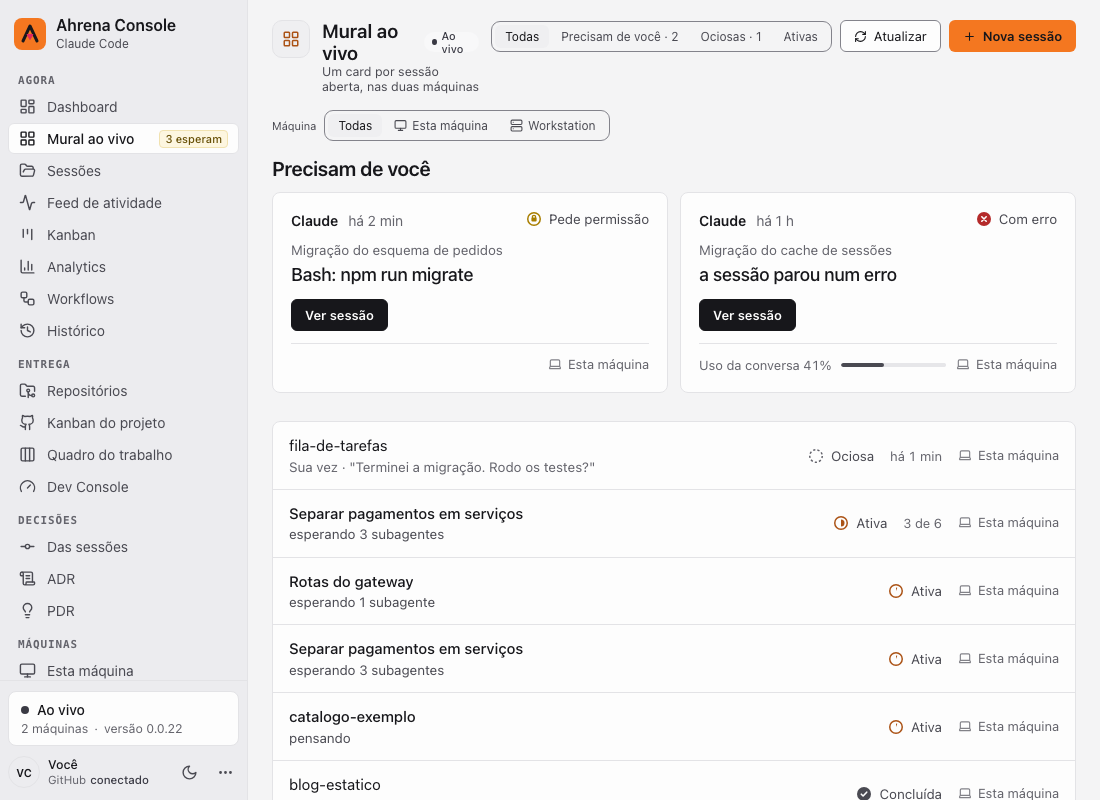 Ahrena Console
Claude Code
AGORA
Dashboard
Mural ao vivo
3 esperam
Sessões
Feed de atividade
Kanban
Analytics
Workflows
Histórico
ENTREGA
Repositórios
Kanban do projeto
Quadro do trabalho
Dev Console
DECISÕES
Das sessões
ADR
PDR
MÁQUINAS
Esta máquina
Ao vivo
2 máquinas · versão 0.0.22
VC
Você
GitHub conectado
Mural ao
vivo
Ao
vivo
Um card por sessão
aberta, nas duas máquinas
Todas
Precisam de você · 2
Ociosas · 1
Ativas
Atualizar
+ Nova sessão
Máquina
Todas
Esta máquina
Workstation
Precisam de você
Claude há 2 min
Pede permissão
Migração do esquema de pedidos
Bash: npm run migrate
Ver sessão
Esta máquina
Claude há 1 h
Com erro
Migração do cache de sessões
a sessão parou num erro
Ver sessão
Uso da conversa 41%
Esta máquina
fila-de-tarefas
Sua vez · "Terminei a migração. Rodo os testes?"
Ociosa há 1 min Esta máquina
Separar pagamentos em serviços
esperando 3 subagentes
Ativa 3 de 6 Esta máquina
Rotas do gateway
esperando 1 subagente
Ativa Esta máquina
Separar pagamentos em serviços
esperando 3 subagentes
Ativa Esta máquina
catalogo-exemplo
pensando
Ativa Esta máquina
blog-estatico
Concluída Esta máquina